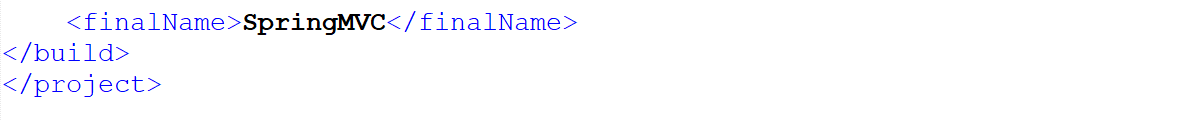 <finalName>SpringMVC</finalName>
</build>
</project>